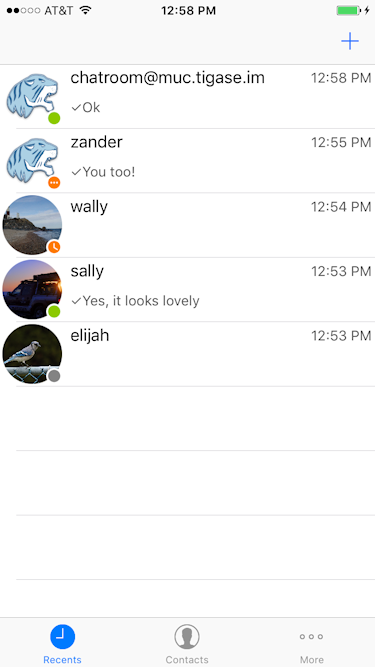 AT&T 12:58 PM
chatroom@muc.tigase.im 12:58 PM
✓Ok
zander 12:55 PM
✓You too!
wally 12:54 PM
sally 12:53 PM
✓Yes, it looks lovely
elijah 12:53 PM
Recents Contacts More